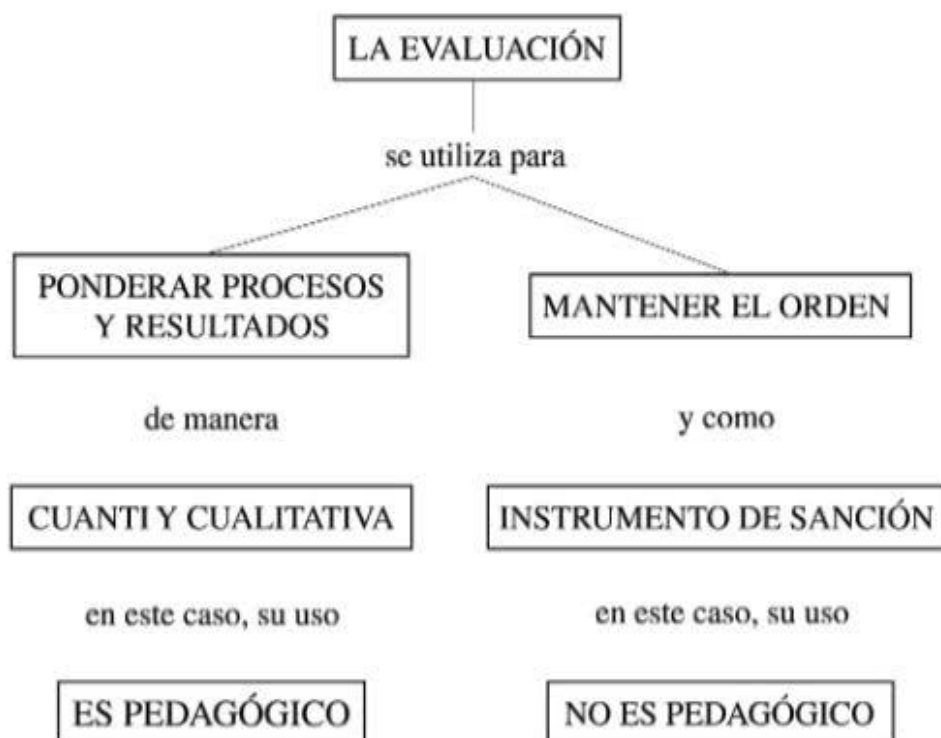 LA EVALUACIÓN
se utiliza para
PONDERAR PROCESOS
Y RESULTADOS
MANTENER EL ORDEN
de manera
y como
CUANTI Y CUALITATIVA
INSTRUMENTO DE SANCIÓN
en este caso, su uso
en este caso, su uso
ES PEDAGÓGICO
NO ES PEDAGÓGICO